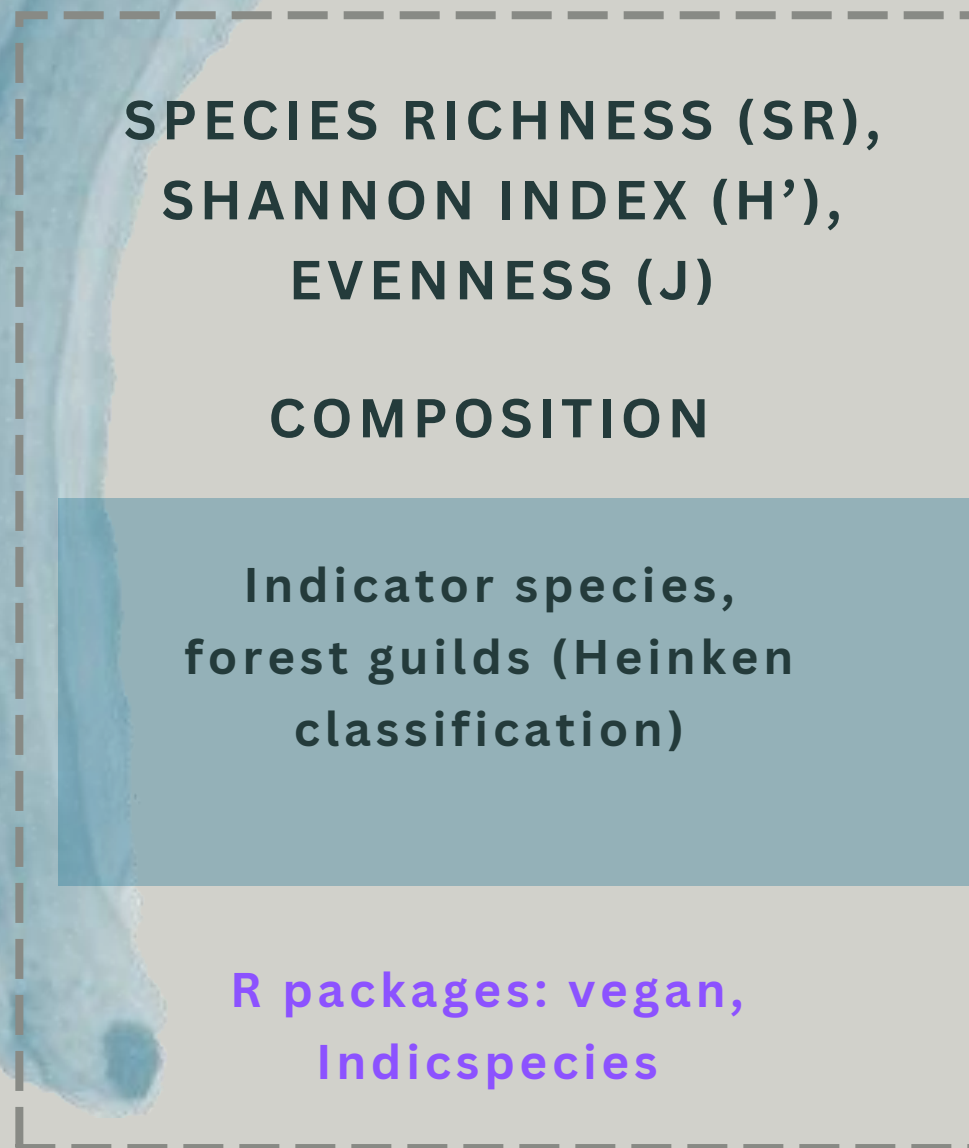 SPECIES RICHNESS (SR),
SHANNON INDEX (H’),
EVENNESS (J)
COMPOSITION
Indicator species,
forest guilds (Heinken
classification)
R packages: vegan,
Indicspecies